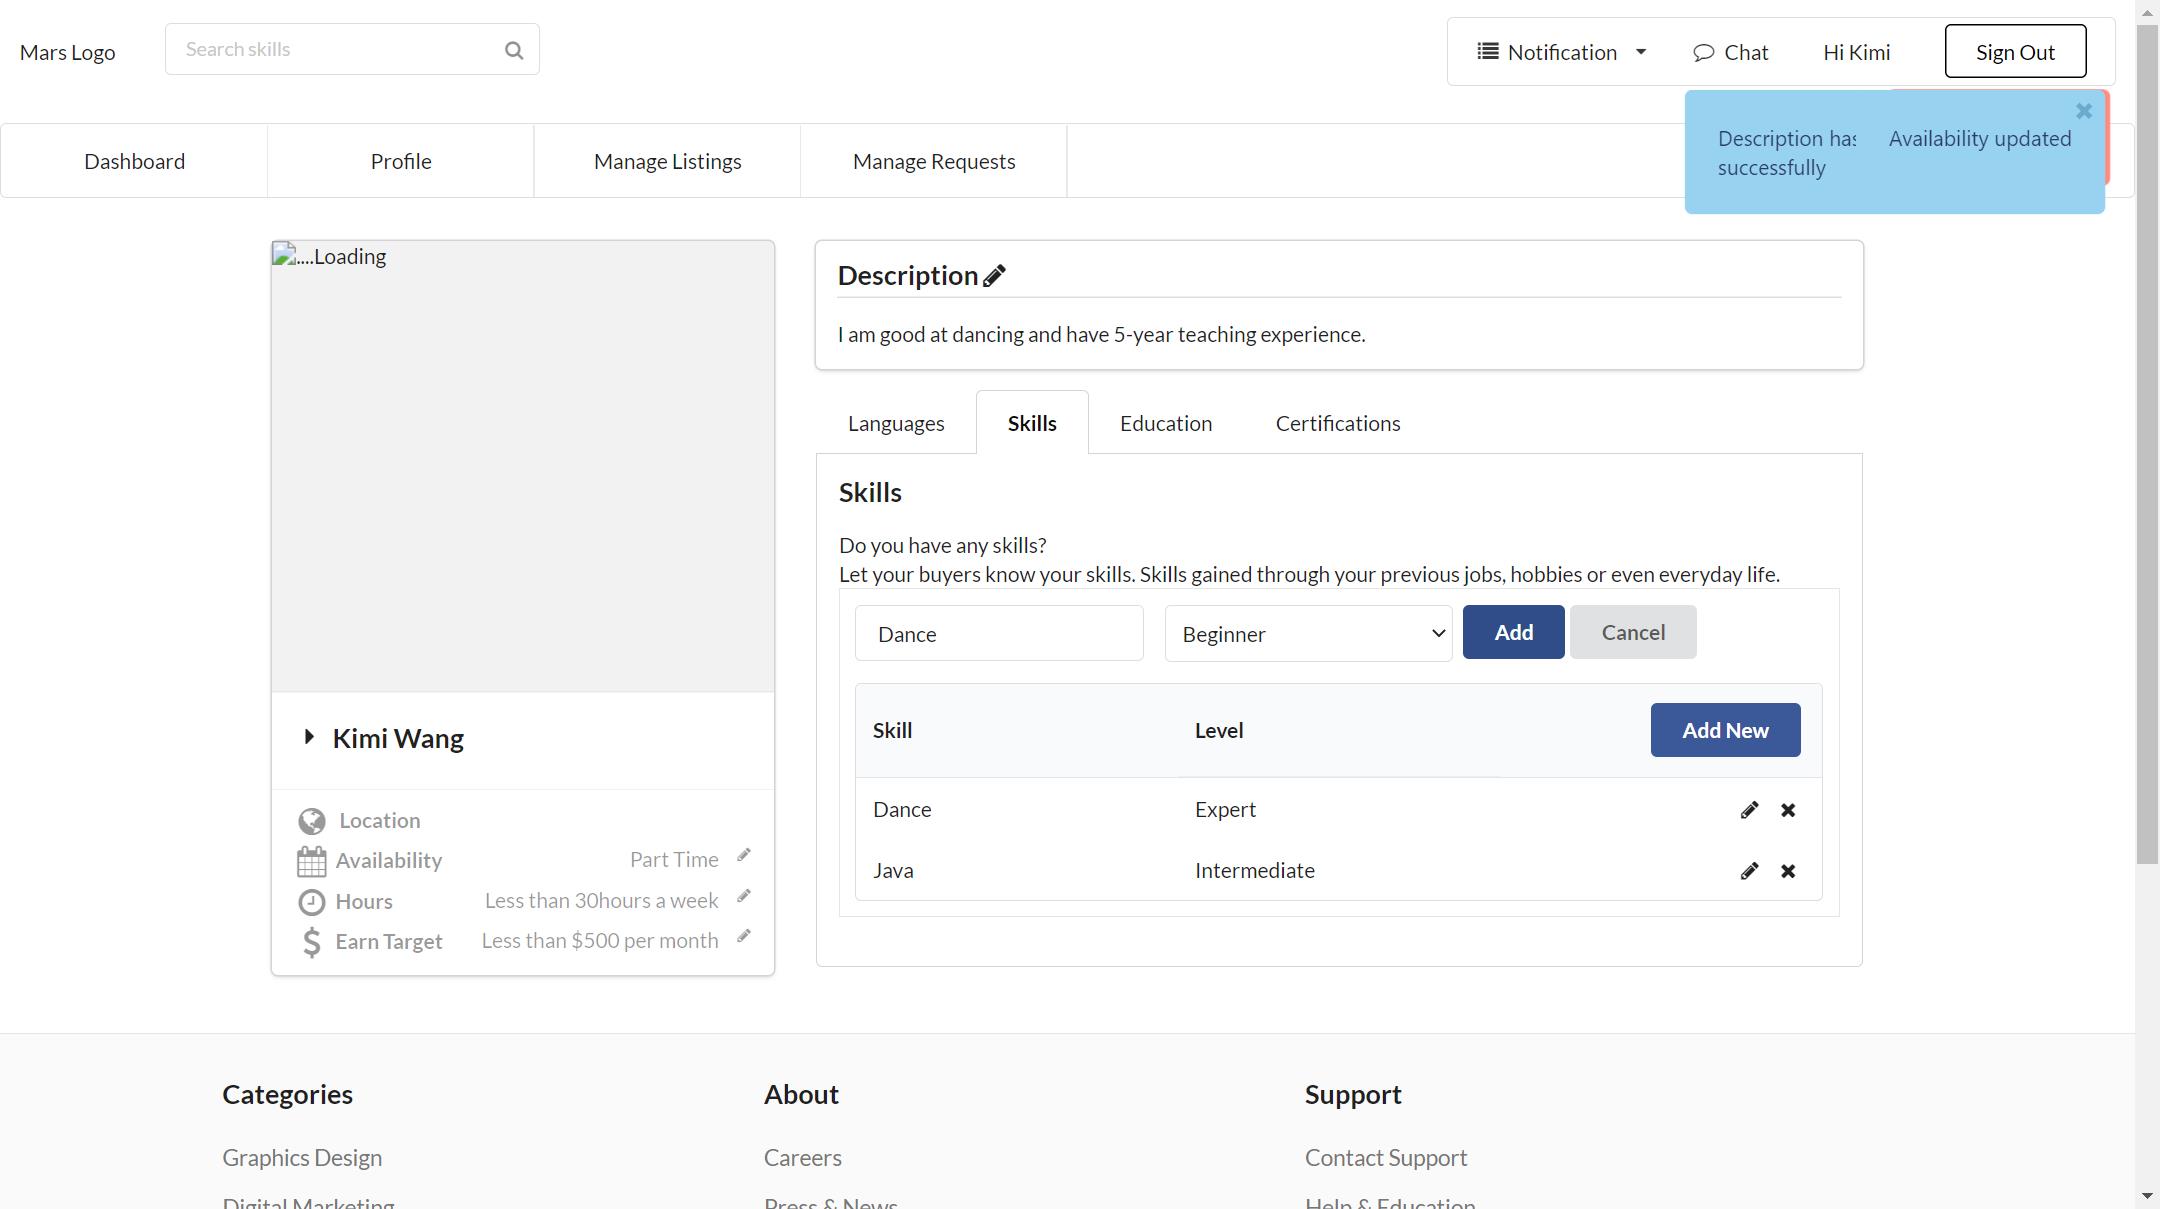 Mars Logo
Search skills
Notification
Chat
Hi Kimi
Sign Out
Dashboard
Profile
Manage Listings
Manage Requests
Description has
successfully
Availability updated
....Loading
Description
I am good at dancing and have 5-year teaching experience.
Languages
Skills
Education
Certifications
Skills
Do you have any skills?
Let your buyers know your skills. Skills gained through your previous jobs, hobbies or even everyday life.
Dance
Beginner
Add
Cancel
Skill
Level
Add New
Dance
Expert
Java
Intermediate
Kimi Wang
Location
Availability
Part Time
Hours
Less than 30hours a week
Earn Target
Less than $500 per month
Categories
About
Support
Graphics Design
Careers
Contact Support
Digital Marketing
Press & News
Help & Education